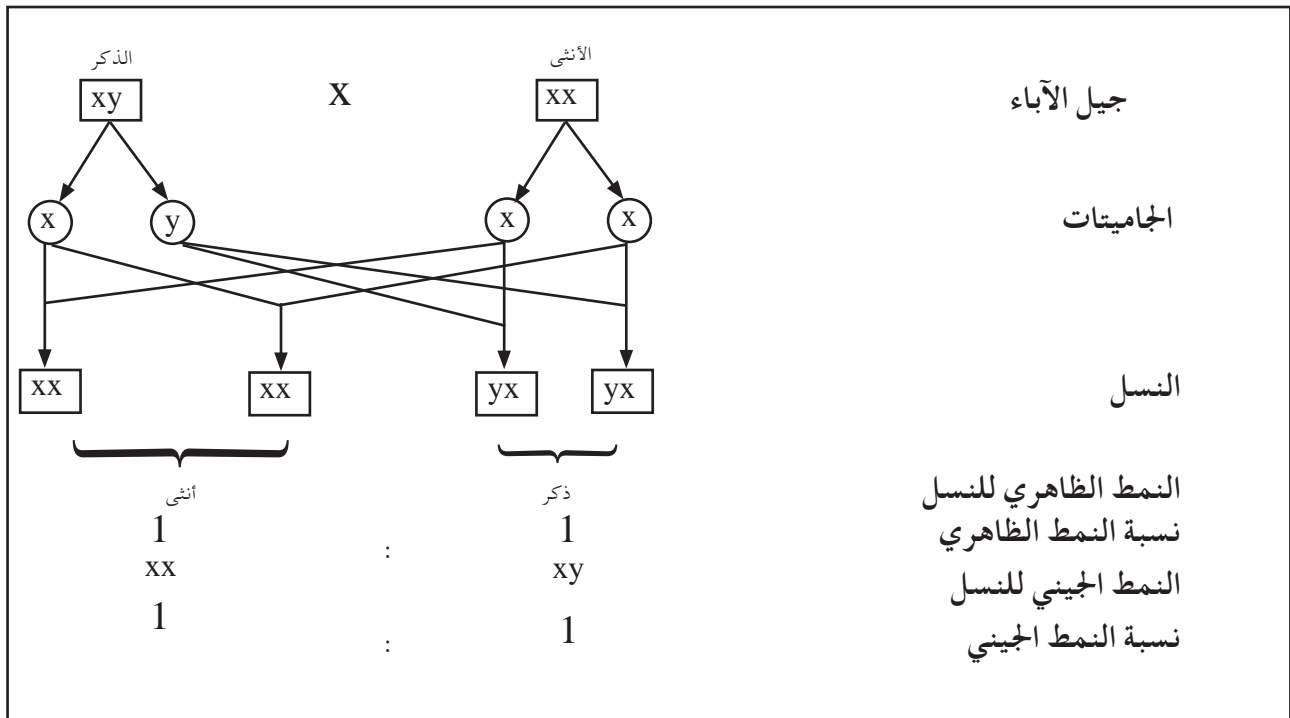 الأنثى الذكر
جيل الآباء xx X xy
الجاميتات x x y x
النسل yx yx xx xx
النمط الظاهري للنسل ذكر أنثى
نسبة النمط الظاهري 1 : 1
النمط الجيني للنسل xy xx
نسبة النمط الجيني 1 : 1